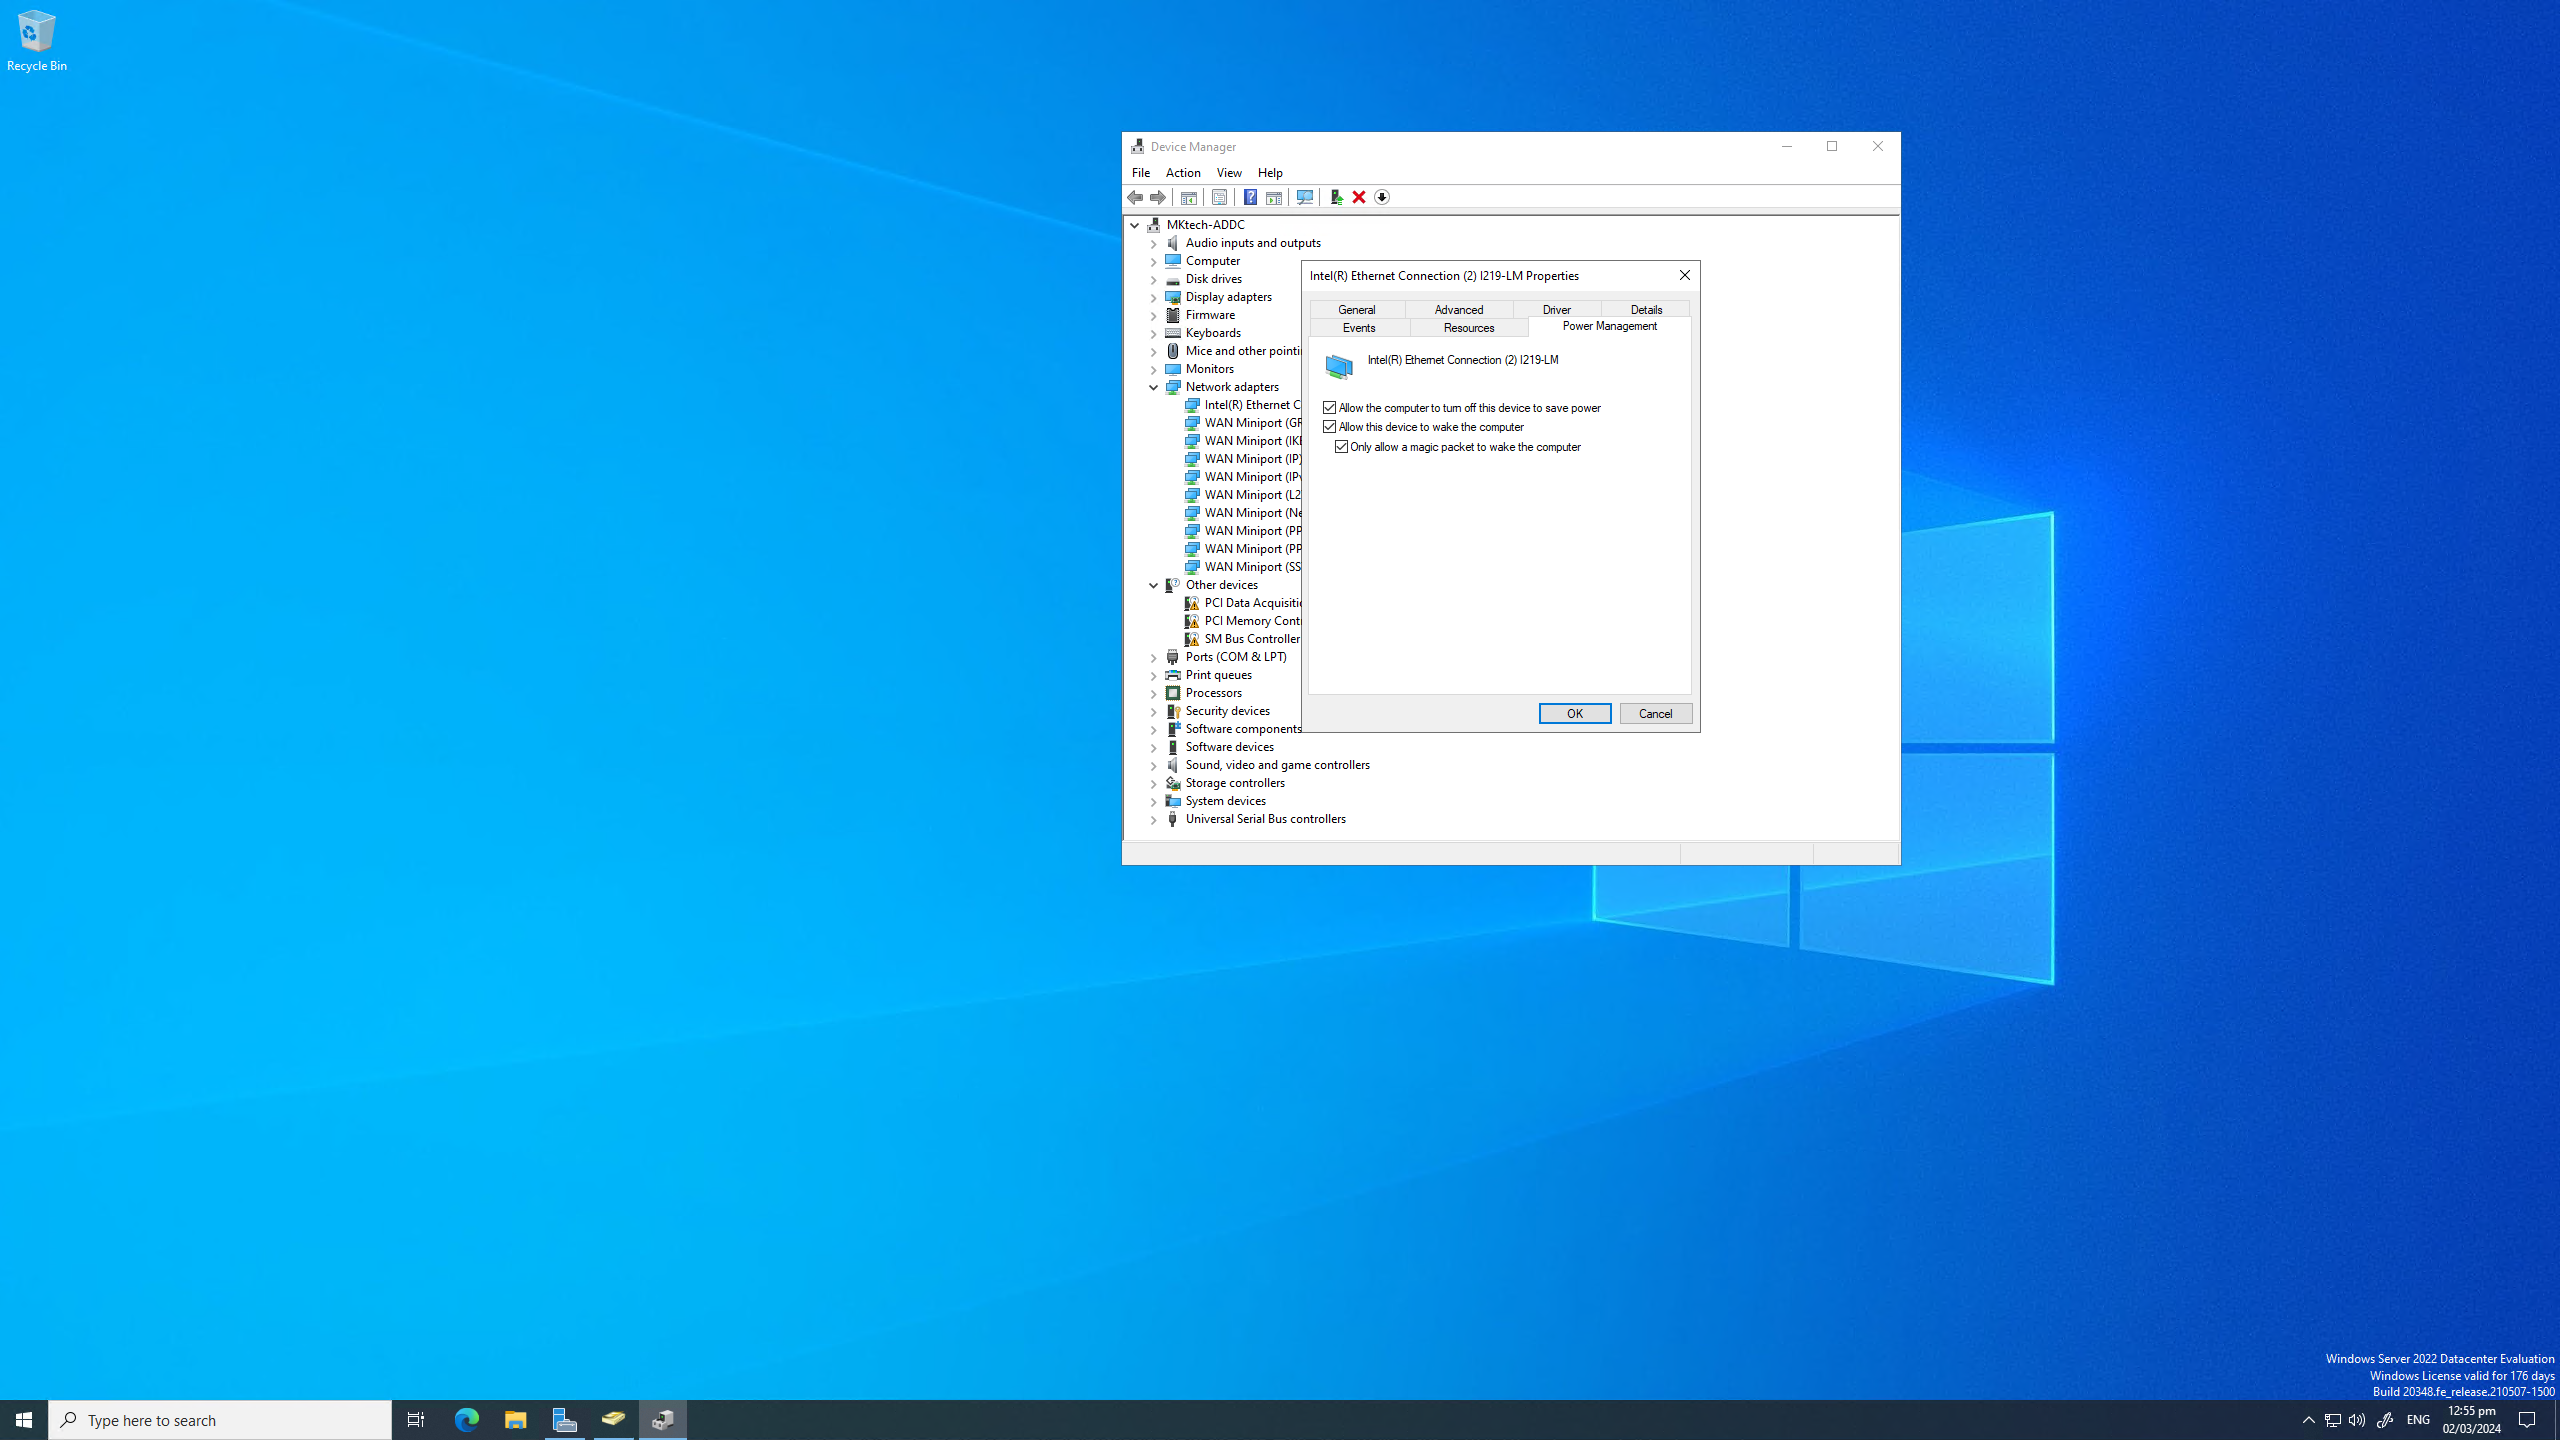 Recycle Bin
Device Manager
File Action View Help
MKtech-ADDC
Audio inputs and outputs
Computer
Disk drives
Display adapters
Firmware
Keyboards
Mice and other pointi
Monitors
Network adapters
Intel(R) Ethernet C
WAN Miniport (GR
WAN Miniport (IKE
WAN Miniport (IP)
WAN Miniport (IPv
WAN Miniport (L2
WAN Miniport (Ne
WAN Miniport (PP
WAN Miniport (PP
WAN Miniport (SS
Other devices
PCI Data Acquisitio
PCI Memory Cont
SM Bus Controller
Ports (COM & LPT)
Print queues
Processors
Security devices
Software components
Software devices
Sound, video and game controllers
Storage controllers
System devices
Universal Serial Bus controllers
Intel(R) Ethernet Connection (2) I219-LM Properties
General Advanced Driver Details
Events Resources Power Management
Intel(R) Ethernet Connection (2) I219-LM
Allow the computer to turn off this device to save power
Allow this device to wake the computer
Only allow a magic packet to wake the computer
OK Cancel
Windows Server 2022 Datacenter Evaluation
Windows License valid for 176 days
Build 20348.fe_release.210507-1500
Type here to search
ENG
12:55 pm
02/03/2024